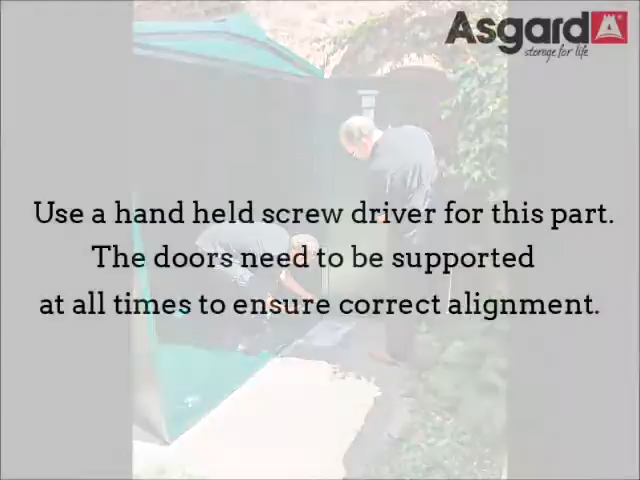 Asgard
storage for life
Use a hand held screw driver for this part.
The doors need to be supported
at all times to ensure correct alignment.